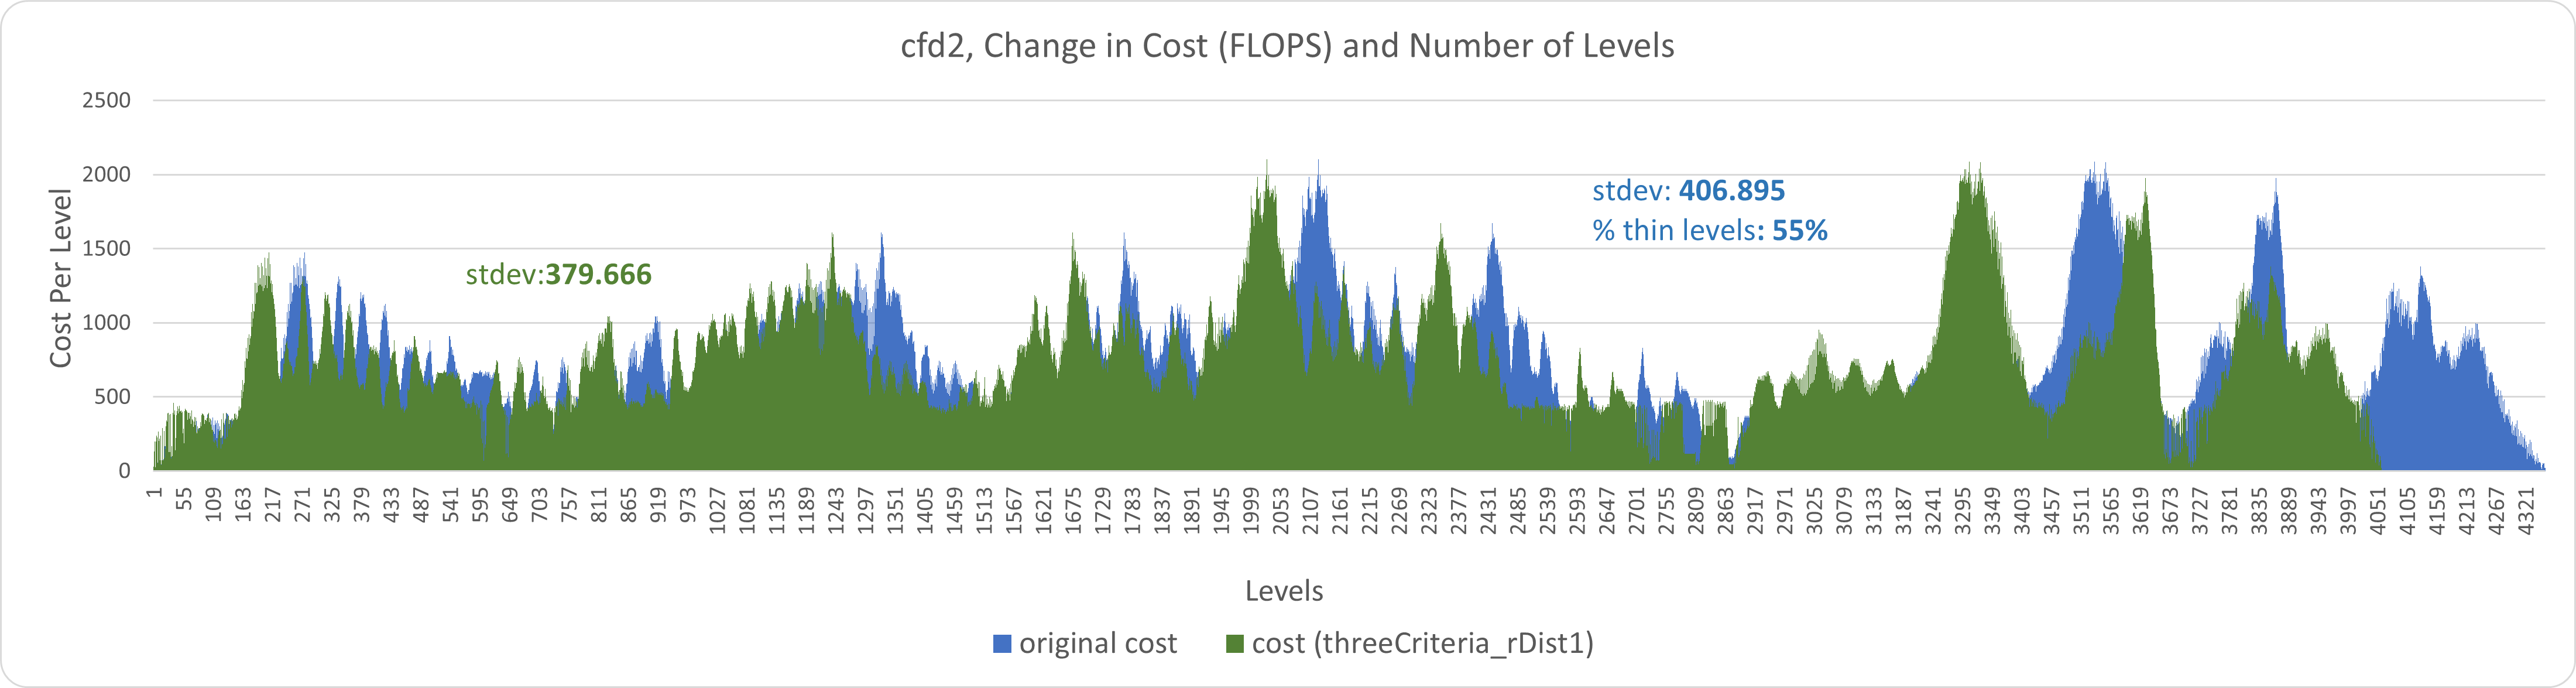 cfd2, Change in Cost (FLOPS) and Number of Levels
Cost Per Level
2500
2000
1500
1000
500
0
stdev:379.666
stdev: 406.895
% thin levels: 55%
1 55 109 163 217 271 325 379 433 487 541 595 649 703 757 811 865 919 973 1027 1081 1135 1189 1243 1297 1351 1405 1459 1513 1567 1621 1675 1729 1783 1837 1891 1945 1999 2053 2107 2161 2215 2269 2323 2377 2431 2485 2539 2593 2647 2701 2755 2809 2863 2917 2971 3025 3079 3133 3187 3241 3295 3349 3403 3457 3511 3565 3619 3673 3727 3781 3835 3889 3943 3997 4051 4105 4159 4213 4267 4321
Levels
original cost cost (threeCriteria_rDist1)